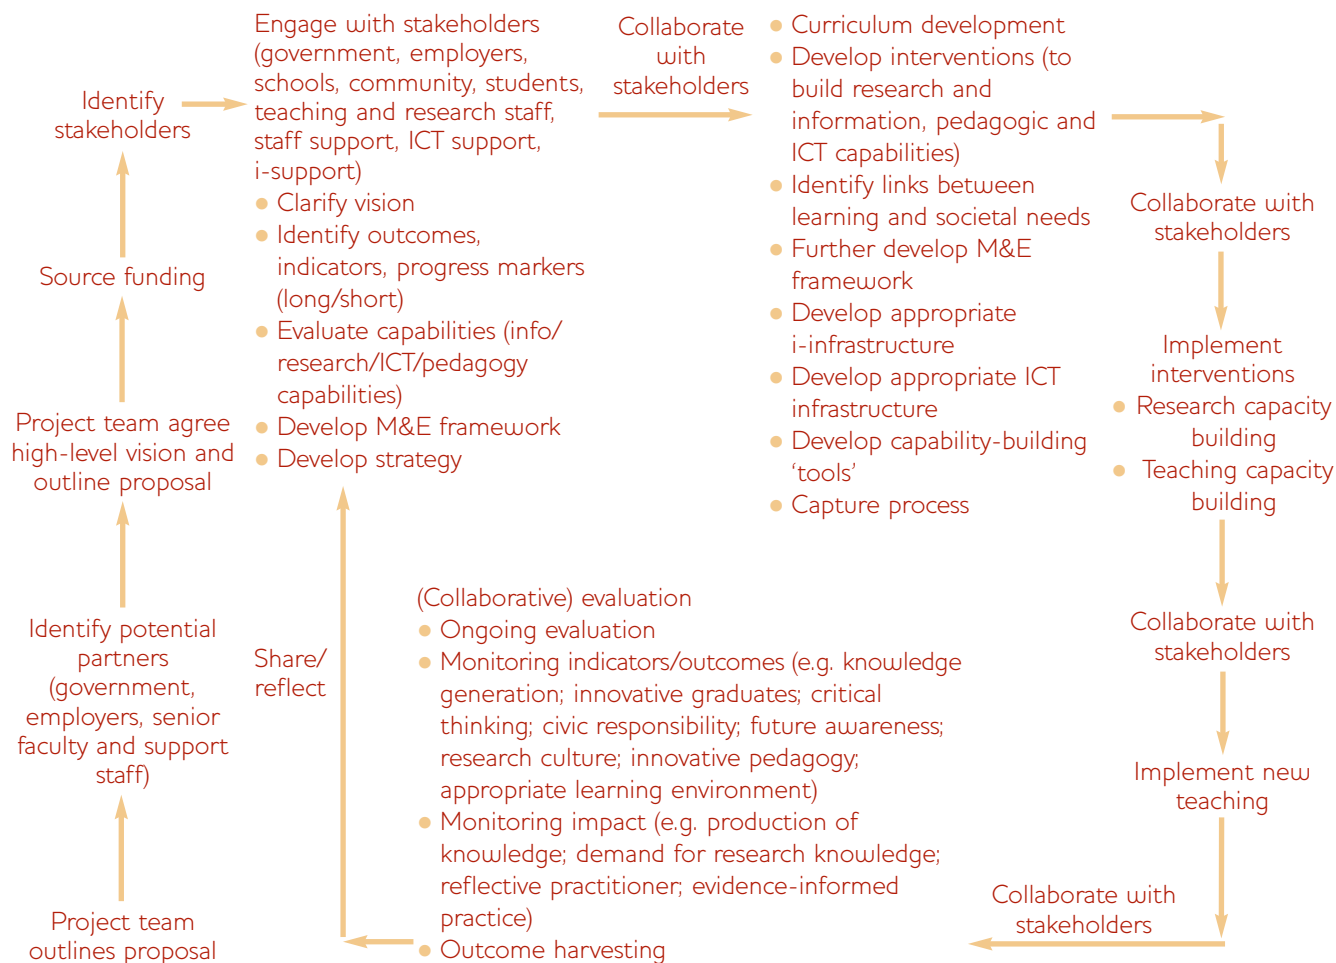 Project team
outlines proposal
Identify potential
partners
(government,
employers, senior
faculty and support
staff)
Project team agree
high-level vision and
outline proposal
Source funding
Identify
stakeholders
Engage with stakeholders
(government, employers,
schools, community, students,
teaching and research staff,
staff support, ICT support,
i-support)
● Clarify vision
● Identify outcomes,
indicators, progress markers
(long/short)
● Evaluate capabilities (info/
research/ICT/pedagogy
capabilities)
● Develop M&E framework
● Develop strategy
Collaborate
with
stakeholders
● Curriculum development
● Develop interventions (to
build research and
information, pedagogic and
ICT capabilities)
● Identify links between
learning and societal needs
● Further develop M&E
framework
● Develop appropriate
i-infrastructure
● Develop appropriate ICT
infrastructure
● Develop capability-building
‘tools’
● Capture process
Collaborate with
stakeholders
Implement
interventions
● Research capacity
building
● Teaching capacity
building
Collaborate with
stakeholders
Implement new
teaching
Collaborate with
stakeholders
(Collaborative) evaluation
● Ongoing evaluation
● Monitoring indicators/outcomes (e.g. knowledge
generation; innovative graduates; critical
thinking; civic responsibility; future awareness;
research culture; innovative pedagogy;
appropriate learning environment)
● Monitoring impact (e.g. production of
knowledge; demand for research knowledge;
reflective practitioner; evidence-informed
practice)
● Outcome harvesting
Share/
reflect